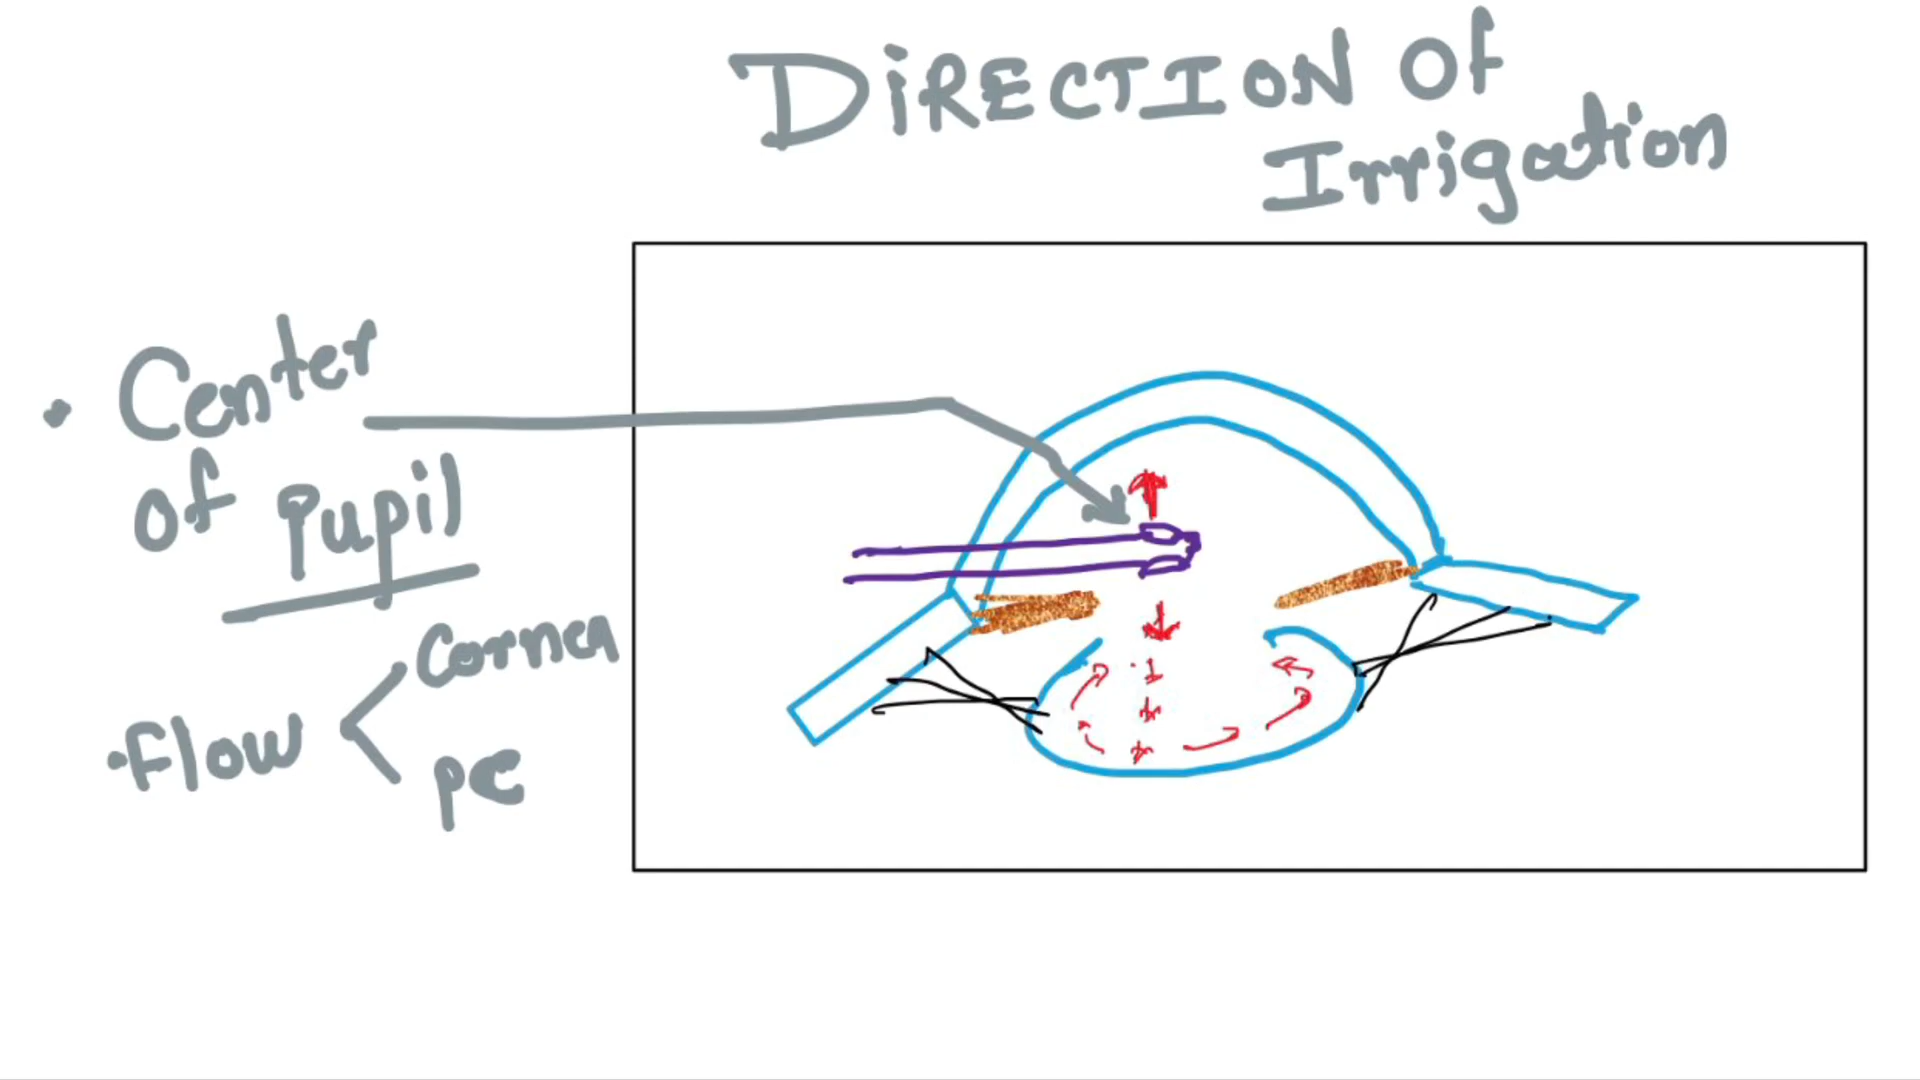 DiRECTION Of
Irrigation
• Center
of pupil
• flow < Cornea
pc